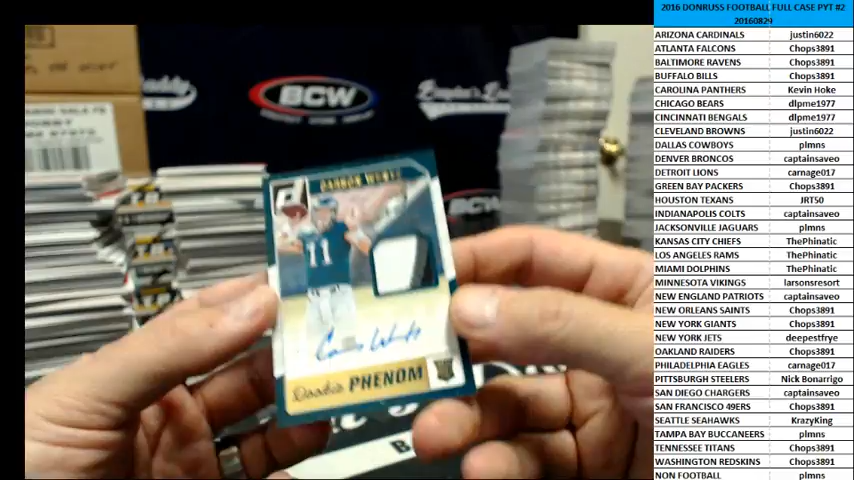 2016 DONRUSS FOOTBALL FULL CASE PYT #2
20160829
ARIZONA CARDINALS justin6022
ATLANTA FALCONS Chops3891
BALTIMORE RAVENS Chops3891
BUFFALO BILLS Chops3891
CAROLINA PANTHERS Kevin Hoke
CHICAGO BEARS dlpme1977
CINCINNATI BENGALS dlpme1977
CLEVELAND BROWNS justin6022
DALLAS COWBOYS plmns
DENVER BRONCOS captainsaveo
DETROIT LIONS carnage017
GREEN BAY PACKERS Chops3891
HOUSTON TEXANS JRT50
INDIANAPOLIS COLTS captainsaveo
JACKSONVILLE JAGUARS plmns
KANSAS CITY CHIEFS ThePhinatic
LOS ANGELES RAMS ThePhinatic
MIAMI DOLPHINS ThePhinatic
MINNESOTA VIKINGS larsonsresort
NEW ENGLAND PATRIOTS captainsaveo
NEW ORLEANS SAINTS Chops3891
NEW YORK GIANTS Chops3891
NEW YORK JETS deepestfrye
OAKLAND RAIDERS Chops3891
PHILADELPHIA EAGLES carnage017
PITTSBURGH STEELERS Nick Bonarrigo
SAN DIEGO CHARGERS captainsaveo
SAN FRANCISCO 49ERS Chops3891
SEATTLE SEAHAWKS KrazyKing
TAMPA BAY BUCCANEERS plmns
TENNESSEE TITANS Chops3891
WASHINGTON REDSKINS Chops3891
NON FOOTBALL plmns
BCW
CARSON WENTZ
11
Rookie PHENOM